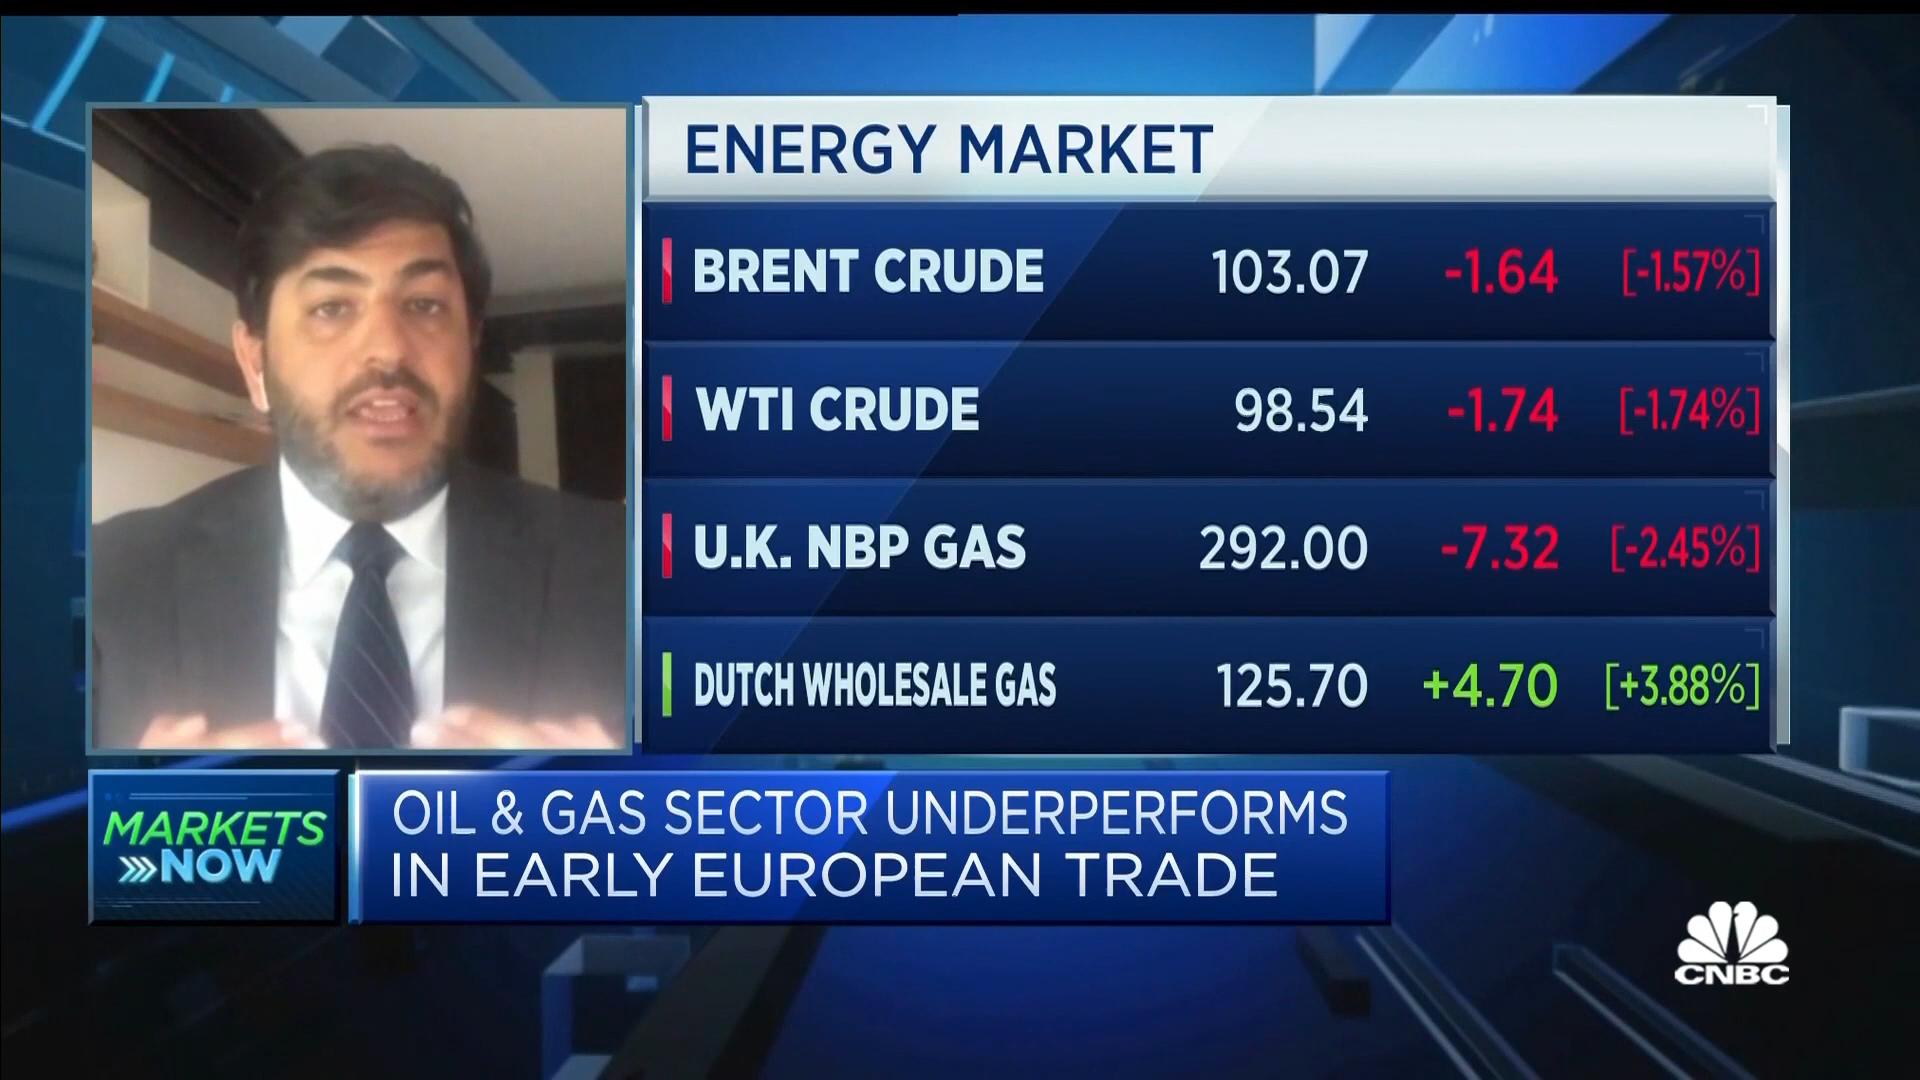 ENERGY MARKET
BRENT CRUDE 103.07 -1.64 [-1.57%]
WTI CRUDE 98.54 -1.74 [-1.74%]
U.K. NBP GAS 292.00 -7.32 [-2.45%]
DUTCH WHOLESALE GAS 125.70 +4.70 [+3.88%]
MARKETS
NOW
OIL & GAS SECTOR UNDERPERFORMS
IN EARLY EUROPEAN TRADE
CNBC